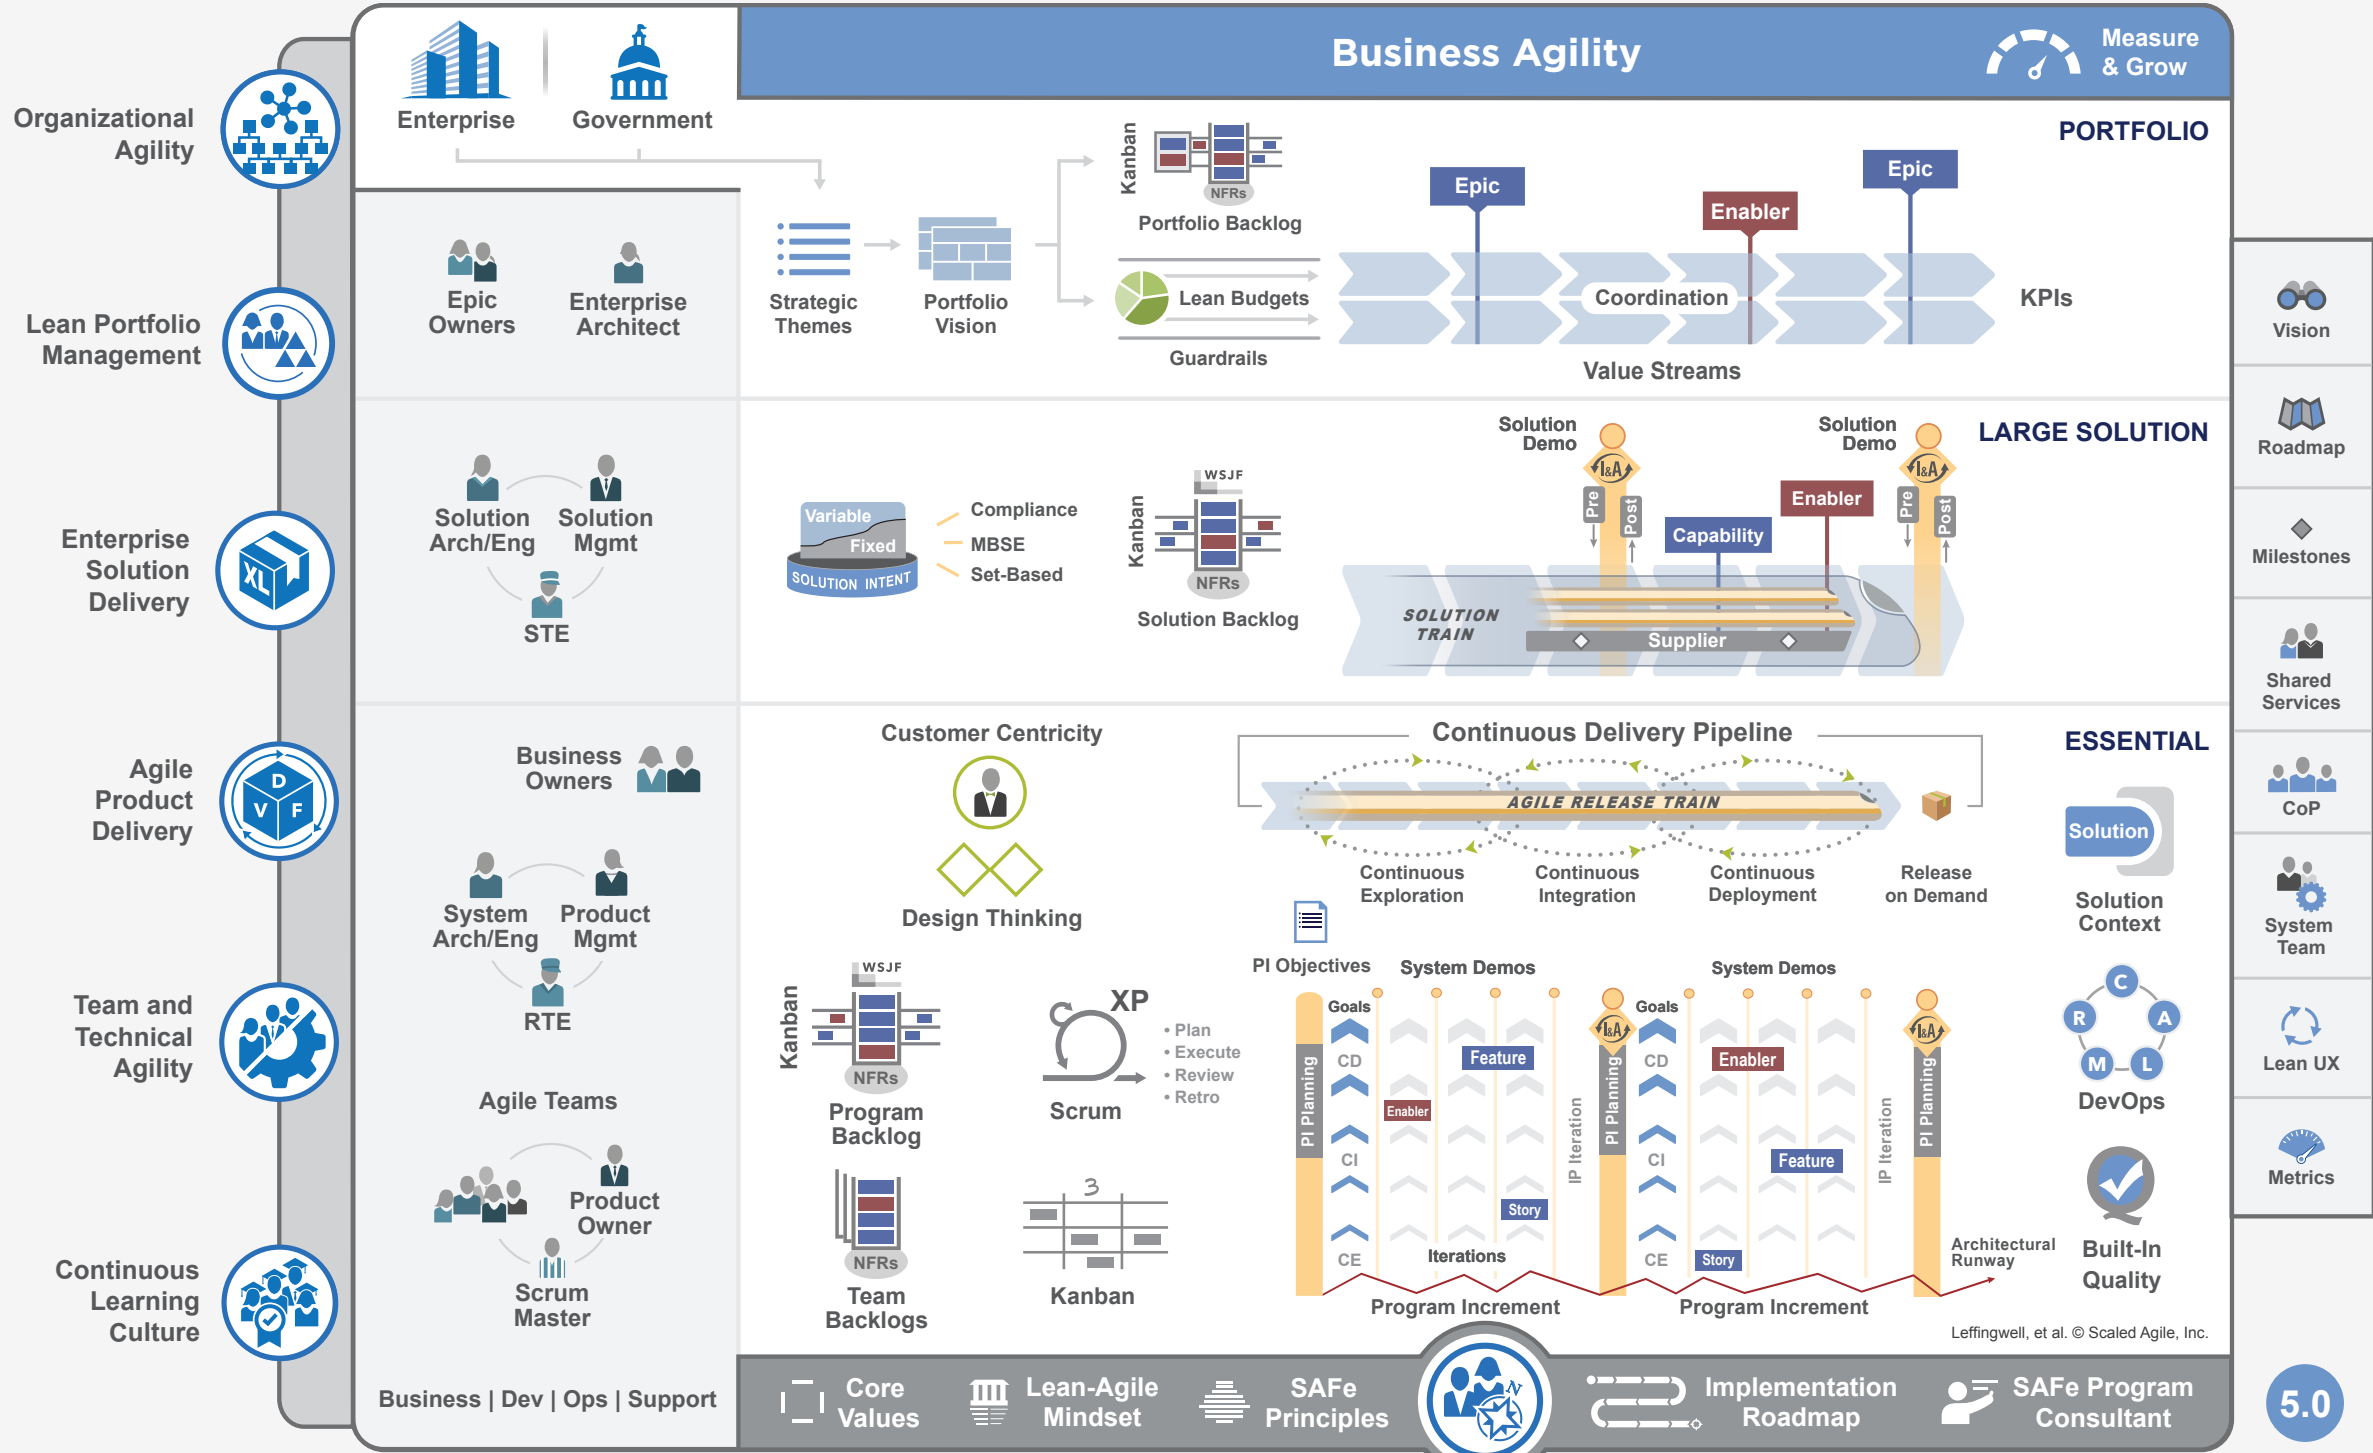 Business Agility
Measure
& Grow
Enterprise
Government
Organizational
Agility
Lean Portfolio
Management
Enterprise
Solution
Delivery
XL
Agile
Product
Delivery
D
V
F
Team and
Technical
Agility
Continuous
Learning
Culture
PORTFOLIO
Epic
Owners
Enterprise
Architect
Strategic
Themes
Portfolio
Vision
Kanban
NFRs
Portfolio Backlog
Lean Budgets
Guardrails
Epic
Enabler
Epic
Coordination
KPIs
Value Streams
LARGE SOLUTION
Solution
Arch/Eng
Solution
Mgmt
STE
Variable
Fixed
SOLUTION INTENT
Compliance
MBSE
Set-Based
WSJF
Kanban
NFRs
Solution Backlog
Solution
Demo
I&A
Pre
Post
Capability
Enabler
Solution
Demo
I&A
Pre
Post
SOLUTION
TRAIN
Supplier
ESSENTIAL
Business
Owners
System
Arch/Eng
Product
Mgmt
RTE
Agile Teams
Product
Owner
Scrum
Master
Business | Dev | Ops | Support
Customer Centricity
Design Thinking
WSJF
Kanban
NFRs
Program
Backlog
NFRs
Team
Backlogs
XP
• Plan
• Execute
• Review
• Retro
Scrum
3
Kanban
Continuous Delivery Pipeline
AGILE RELEASE TRAIN
Continuous
Exploration
Continuous
Integration
Continuous
Deployment
Release
on Demand
PI Objectives
System Demos
System Demos
PI Planning
Goals
CD
CI
CE
Enabler
Feature
Story
Iterations
IP Iteration
I&A
PI Planning
Goals
CD
CI
CE
Enabler
Feature
Story
IP Iteration
I&A
PI Planning
Architectural
Runway
Program Increment
Program Increment
Solution
Solution
Context
C
R
A
M
L
DevOps
Built-In
Quality
Leffingwell, et al. © Scaled Agile, Inc.
Vision
Roadmap
Milestones
Shared
Services
CoP
System
Team
Lean UX
Metrics
Core
Values
Lean-Agile
Mindset
SAFe
Principles
N
Implementation
Roadmap
SAFe Program
Consultant
5.0